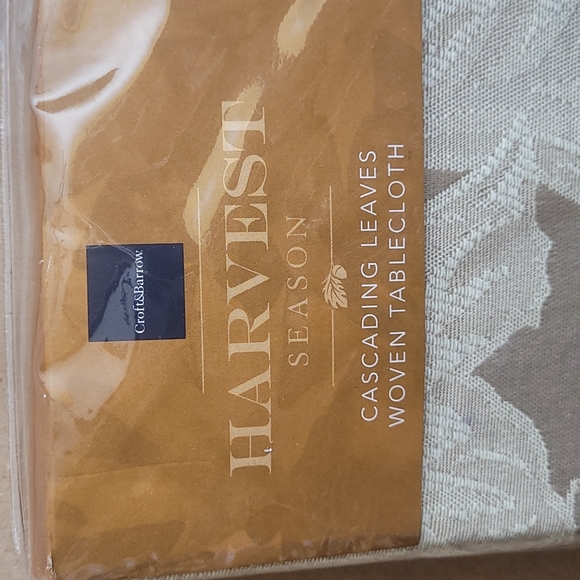 Croft&Barrow
HARVEST
SEASON
CASCADING LEAVES
WOVEN TABLECLOTH